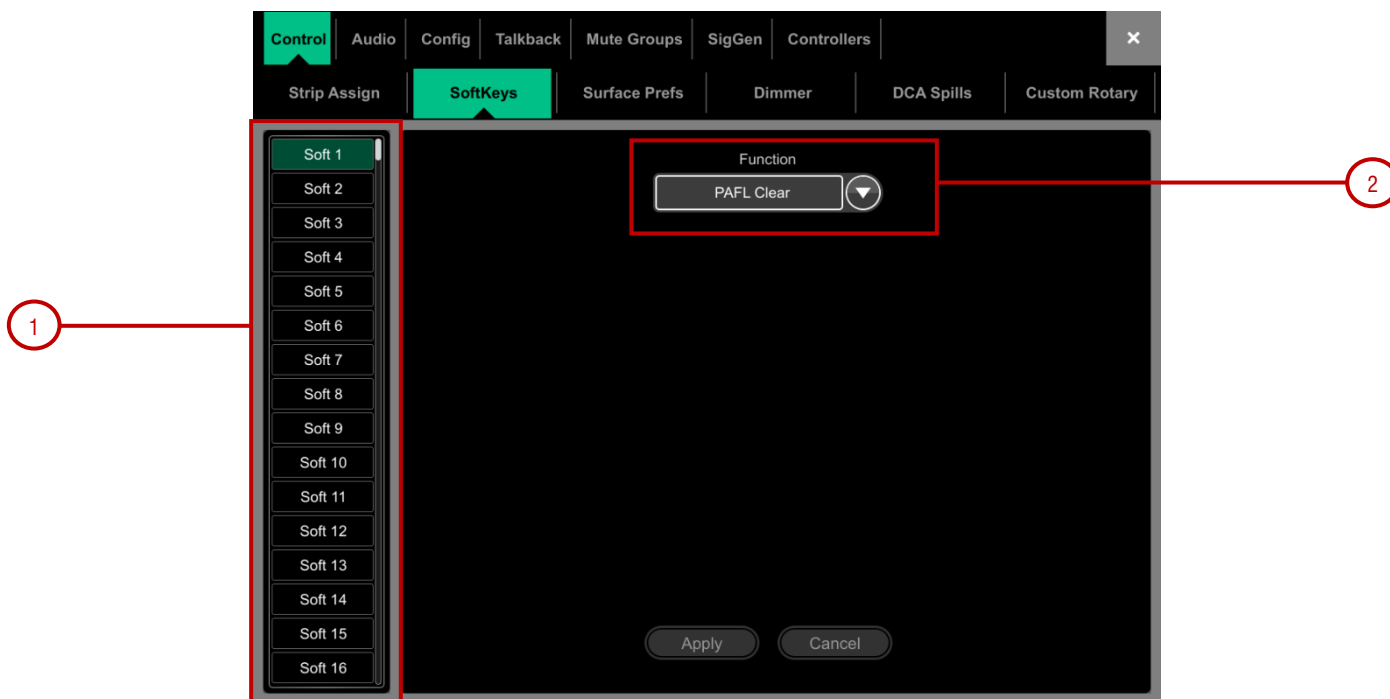 Control Audio Config Talkback Mute Groups SigGen Controllers ×
Strip Assign SoftKeys Surface Prefs Dimmer DCA Spills Custom Rotary
Soft 1
Soft 2
Soft 3
Soft 4
Soft 5
Soft 6
Soft 7
Soft 8
Soft 9
Soft 10
Soft 11
Soft 12
Soft 13
Soft 14
Soft 15
Soft 16
Function
PAFL Clear
Apply Cancel
1
2